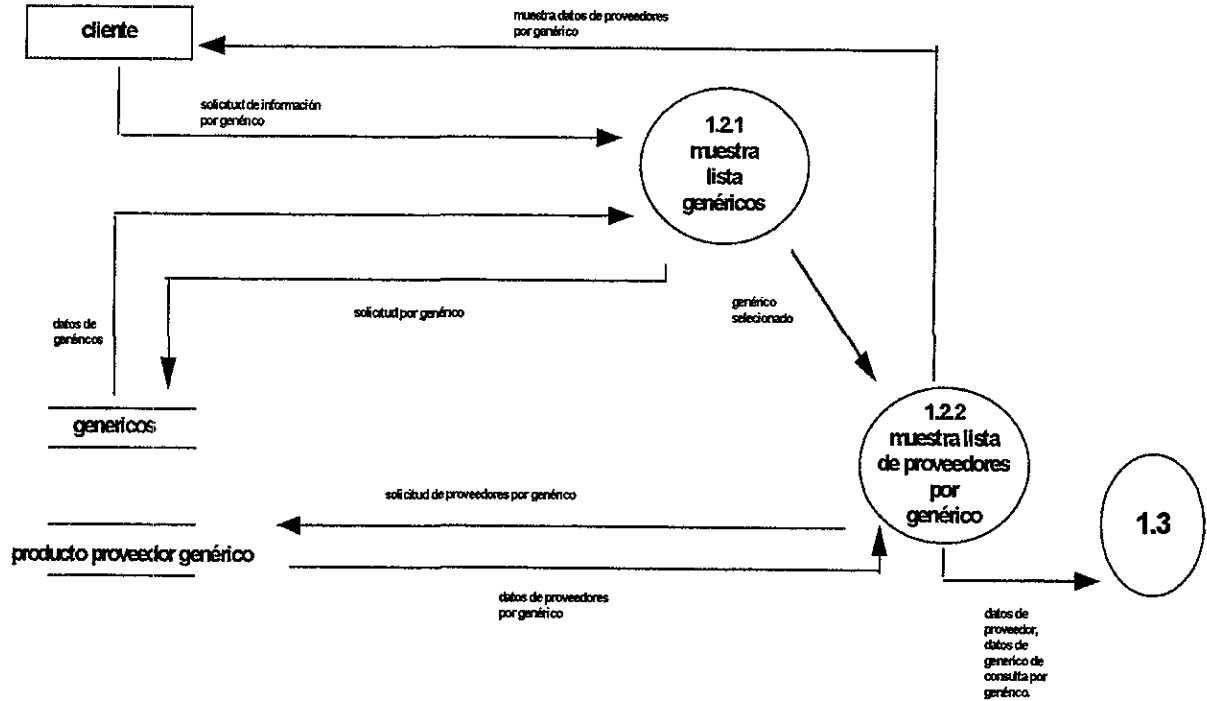 muestra datos de proveedores
por genérico
cliente
solicitud de información
por genérico
1.2.1
muestra
lista
genéricos
solicitud por genérico
genérico
selecionado
datos de
genéricos
genericos
1.2.2
muestra lista
de proveedores
por
genérico
solicitud de proveedores por genérico
1.3
producto proveedor genérico
datos de proveedores
por genérico
datos de
proveedor,
datos de
generico de
consulta por
genérico.